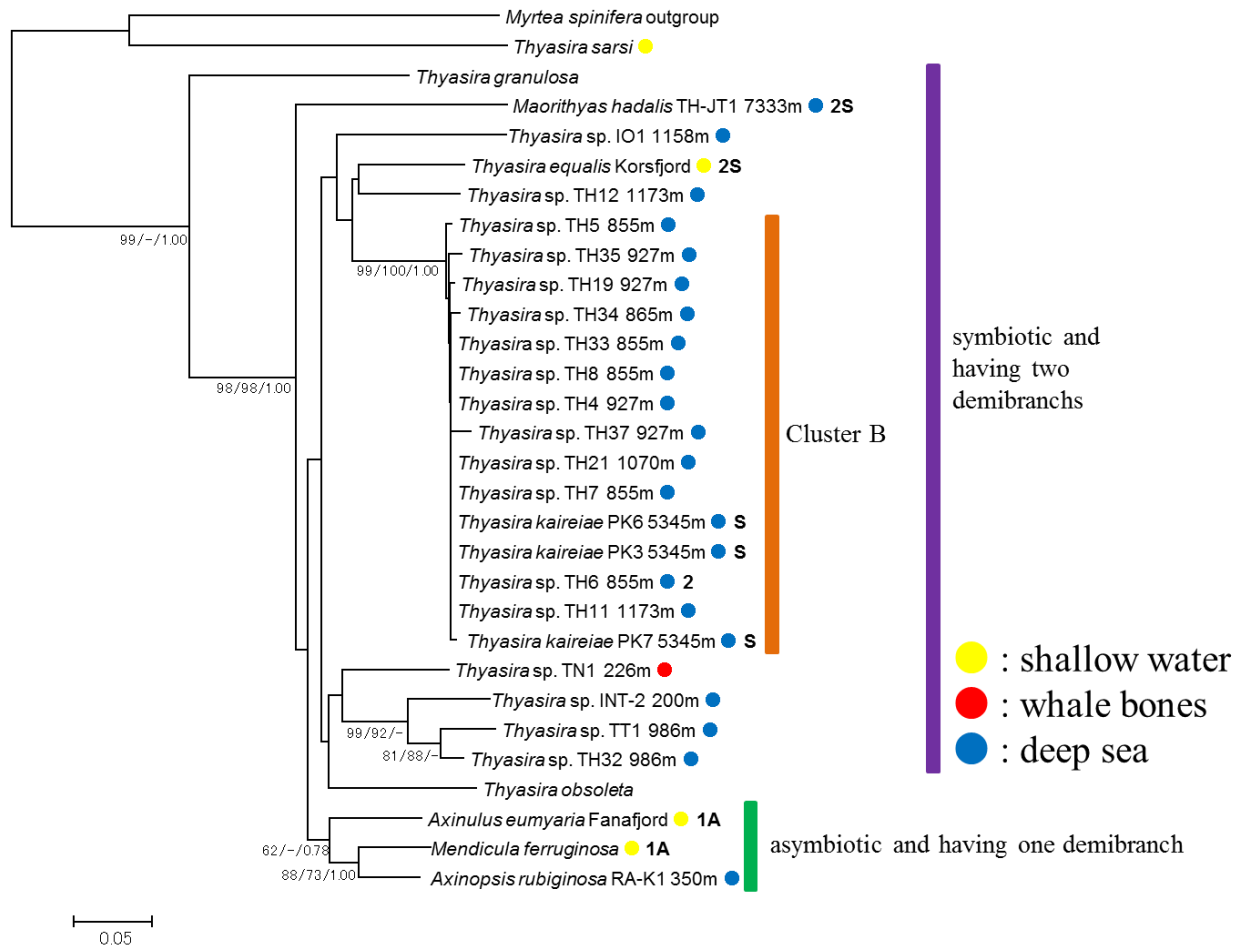 Myrtea spinifera outgroup
Thyasira sarsi
Thyasira granulosa
Maorithyas hadalis TH-JT1 7333m 2S
Thyasira sp. IO1 1158m
Thyasira equalis Korsfjord 2S
Thyasira sp. TH12 1173m
Thyasira sp. TH5 855m
99/-/1.00
Thyasira sp. TH35 927m
99/100/1.00
Thyasira sp. TH19 927m
Thyasira sp. TH34 865m
Thyasira sp. TH33 855m
Thyasira sp. TH8 855m
98/98/1.00
Thyasira sp. TH4 927m
Thyasira sp. TH37 927m
Thyasira sp. TH21 1070m
Thyasira sp. TH7 855m
Thyasira kaireiae PK6 5345m S
Thyasira kaireiae PK3 5345m S
Thyasira sp. TH6 855m 2
Thyasira sp. TH11 1173m
Thyasira kaireiae PK7 5345m S
Thyasira sp. TN1 226m
Thyasira sp. INT-2 200m
99/92/-
Thyasira sp. TT1 986m
81/88/-
Thyasira sp. TH32 986m
Thyasira obsoleta
Axinulus eumyaria Fanafjord 1A
62/-/0.78
Mendicula ferruginosa 1A
88/73/1.00
Axinopsis rubiginosa RA-K1 350m
Cluster B
symbiotic and
having two
demibranchs
: shallow water
: whale bones
: deep sea
asymbiotic and having one demibranch
0.05